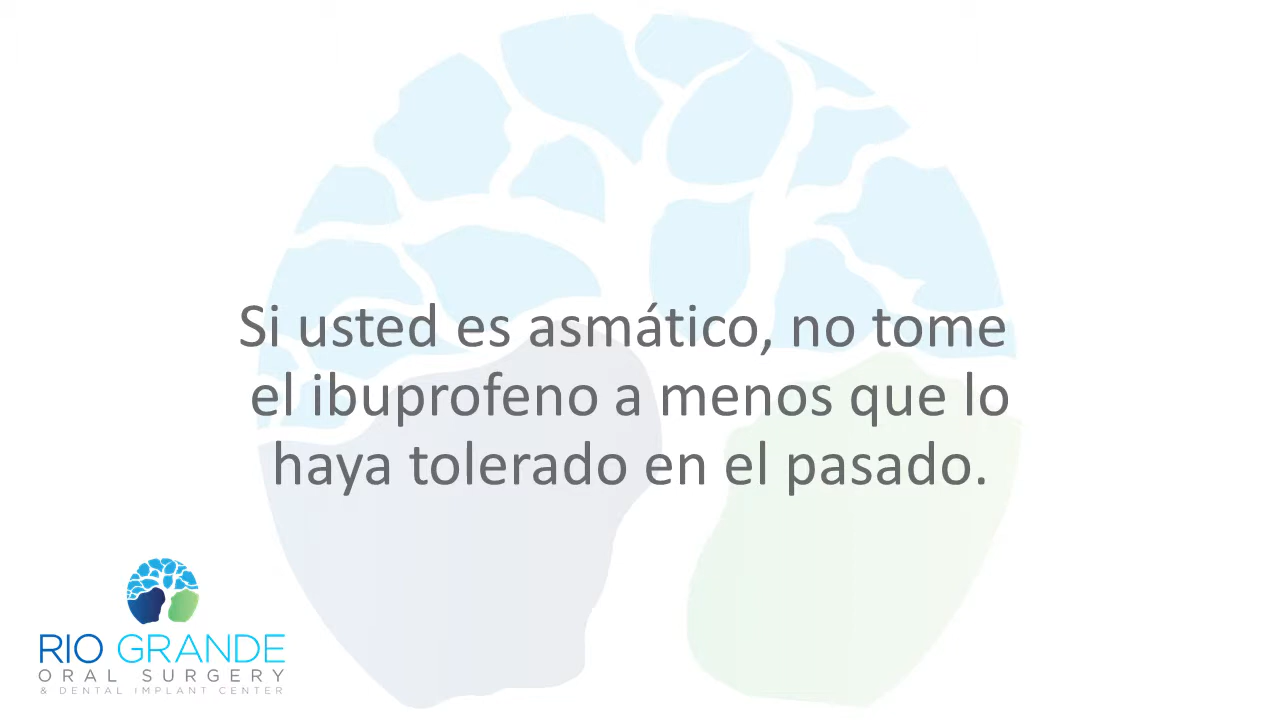 Si usted es asmático, no tome
el ibuprofeno a menos que lo
haya tolerado en el pasado.
RIO GRANDE
ORAL SURGERY
& DENTAL IMPLANT CENTER